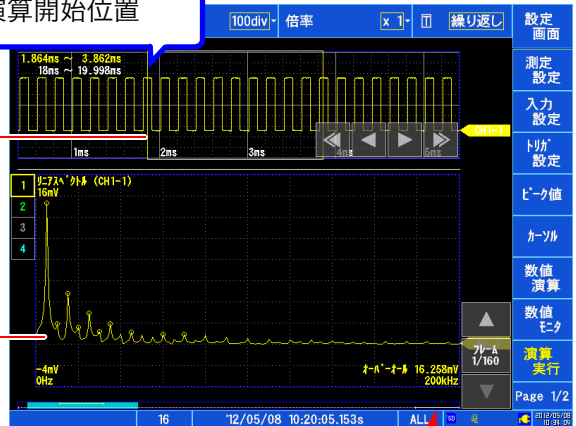 演算開始位置
100div 倍率 x 1 T 繰り返し
設定
画面
1.864ms ~ 3.862ms
18ms ~ 19.998ms
測定
設定
入力
設定
CH1-1
1ms 2ms 3ms 4ms 6ms
トリガ
設定
1 リニアスペクトル (CH1-1)
16mV
2
3
4
ピーク値
カーソル
数値
演算
数値
モニタ
フレーム
1/160
-4mV オーバーオール 16.258mV
0Hz 200kHz
演算
実行
Page 1/2
16 '12/05/08 10:20:05.153s ALL SD
2012/05/08